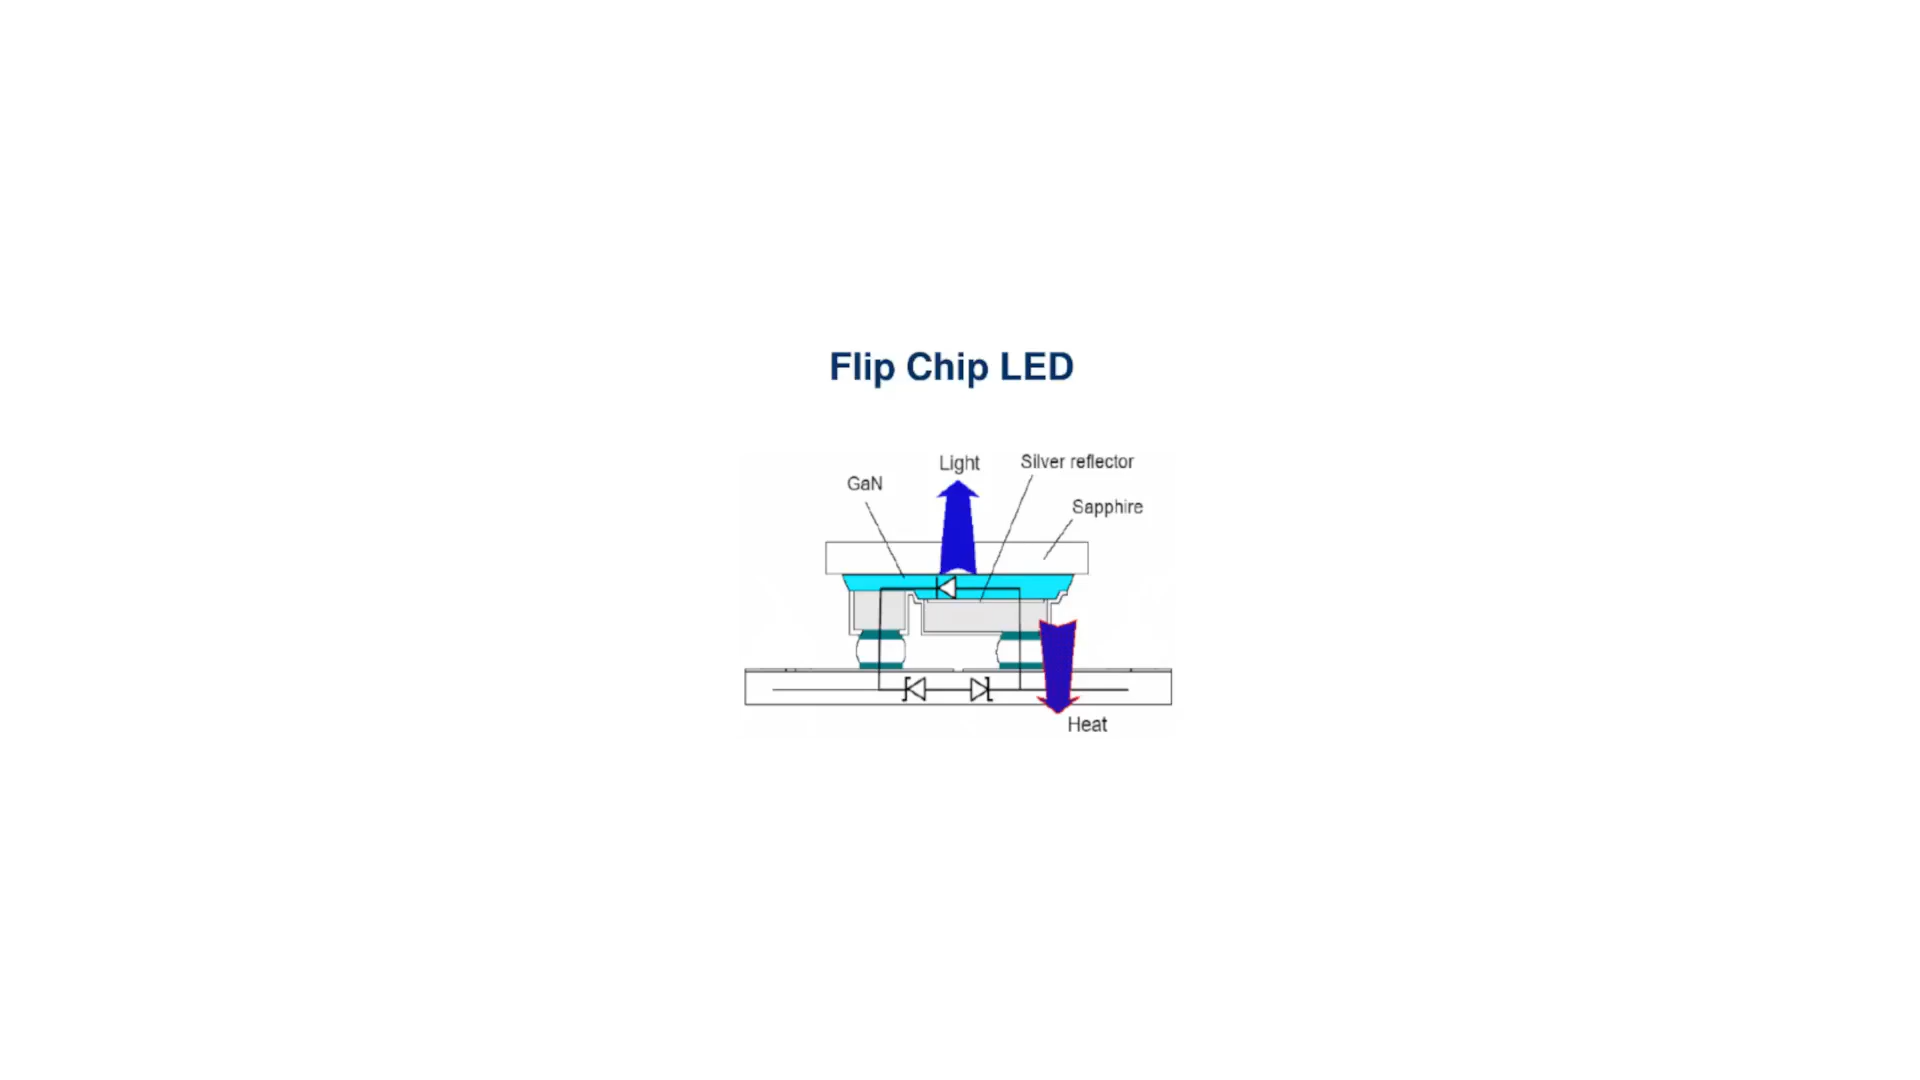 Flip Chip LED
Light
Silver reflector
GaN
Sapphire
Heat